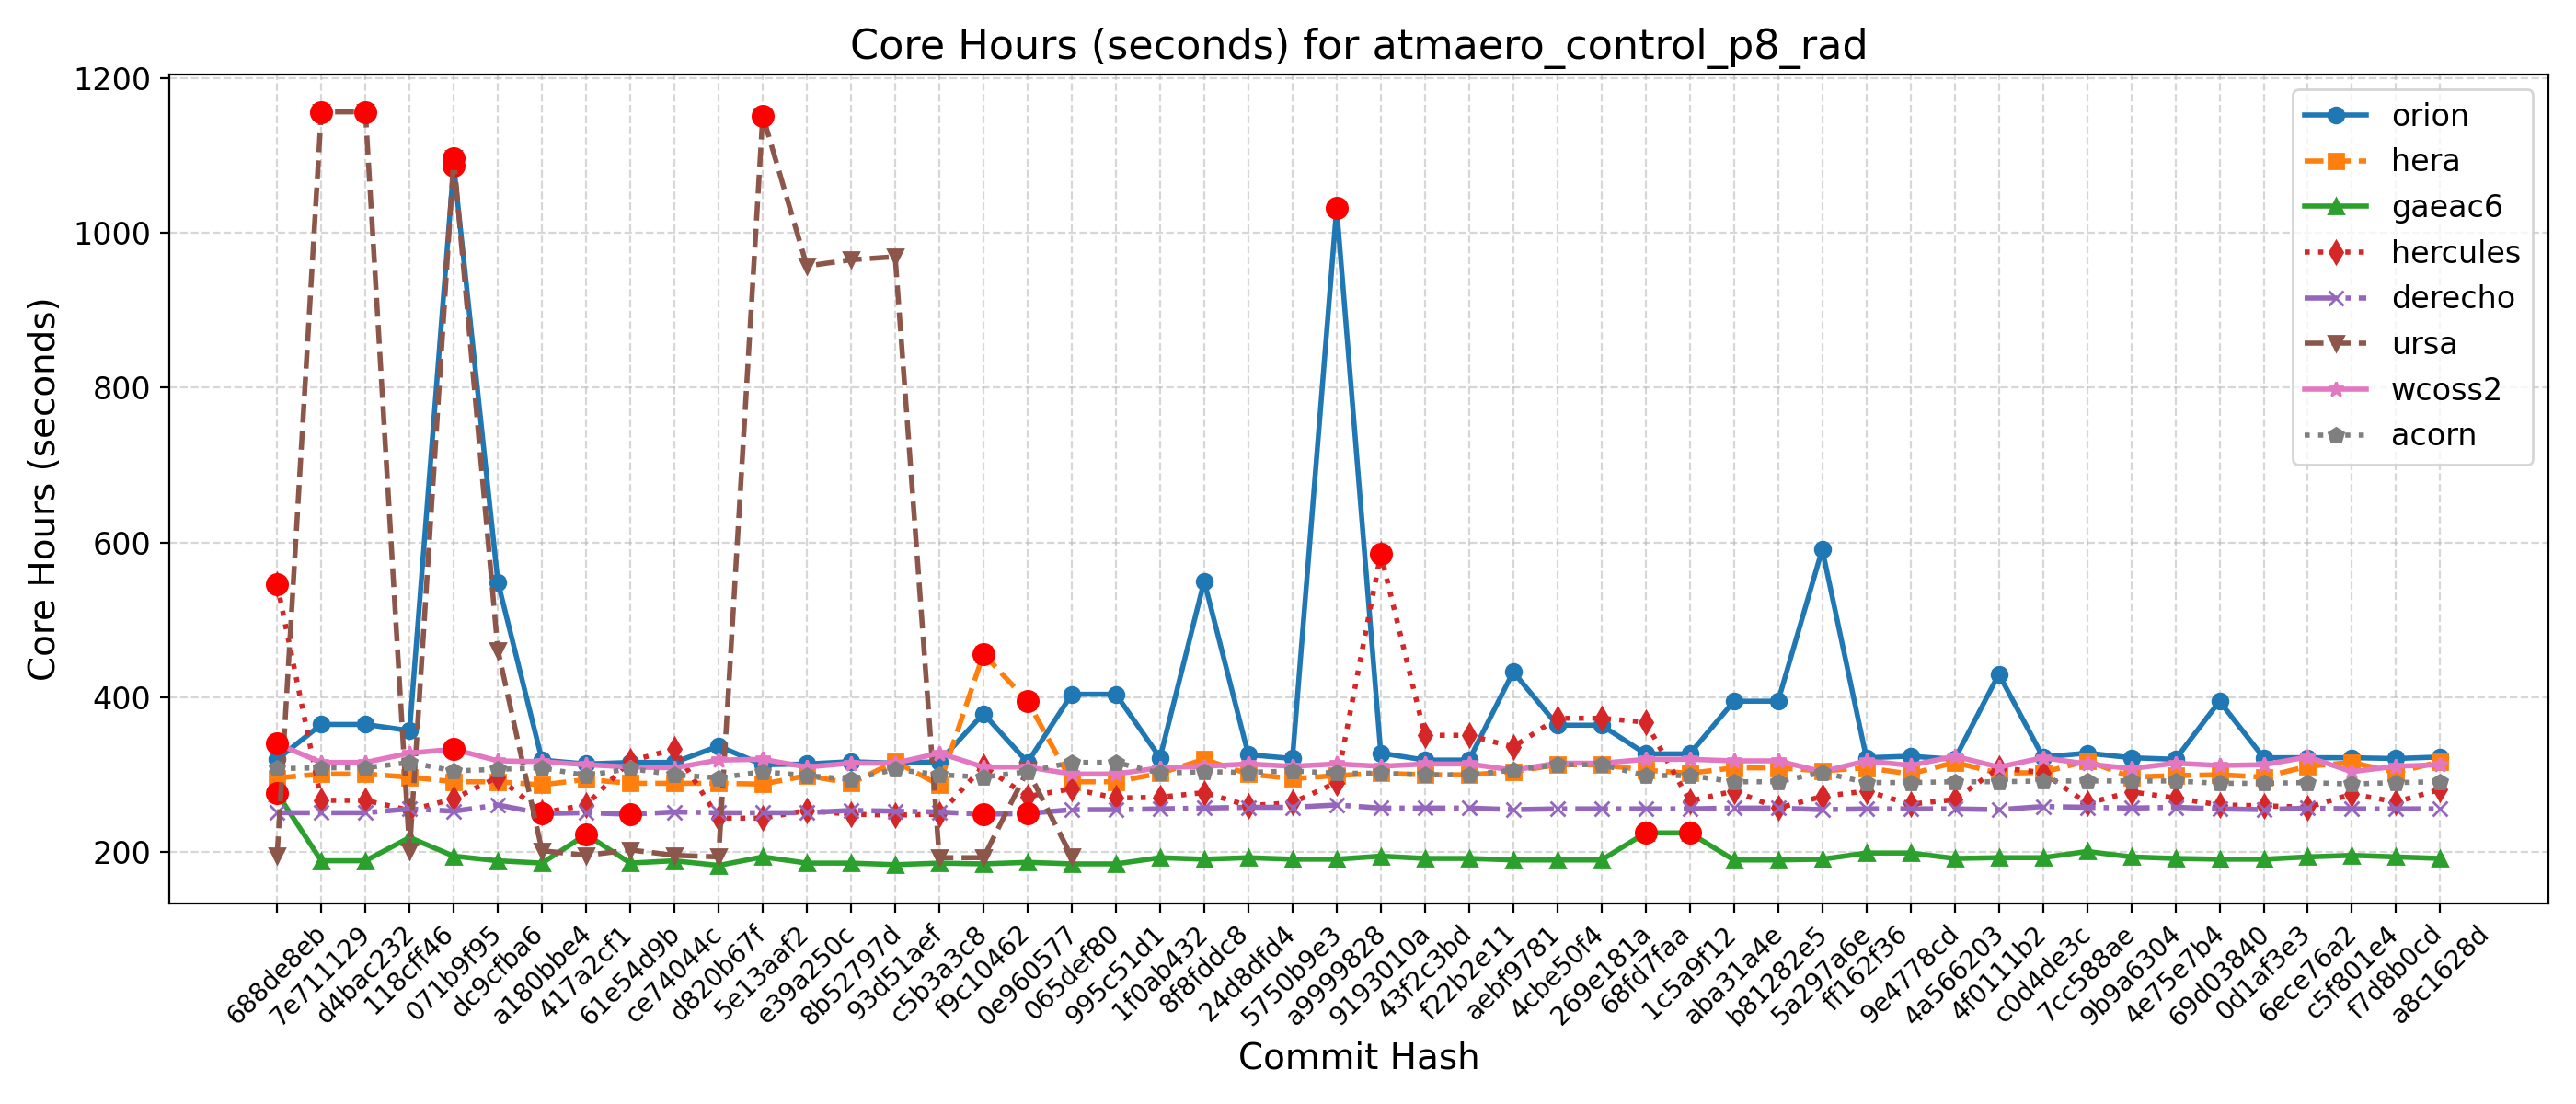 Core Hours (seconds) for atmaero_control_p8_rad
Core Hours (seconds)
1200
1000
800
600
400
200
orion
hera
gaeac6
hercules
derecho
ursa
wcoss2
acorn
688de8eb
7e711129
d4bac232
118cff46
071b9f95
dc9cfba6
a180bbe4
417a2cf1
61e54d9b
ce74044c
d820b67f
5e13aaf2
e39a250c
8b52797d
93d51aef
c5b3a3c8
f9c10462
0e960577
065def80
995c51d1
1f0ab432
8f8fddc8
24d8dfd4
5750b9e3
a9999828
9193010a
43f2c3bd
f22b2e11
aebf9781
4cbe50f4
269e181a
68fd7faa
1c5a9f12
aba31a4e
b81282e5
5a297a6e
ff162f36
9e4778cd
4a566203
4f0111b2
c0d4de3c
7cc588ae
9b9a6304
4e75e7b4
69d03840
0d1af3e3
6ece76a2
c5f801e4
f7d8b0cd
a8c1628d
Commit Hash